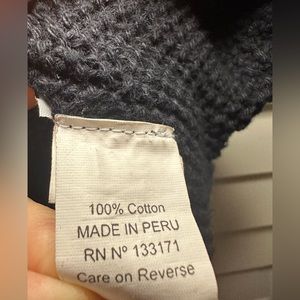 100% Cotton
MADE IN PERU
RN Nº 133171
Care on Reverse